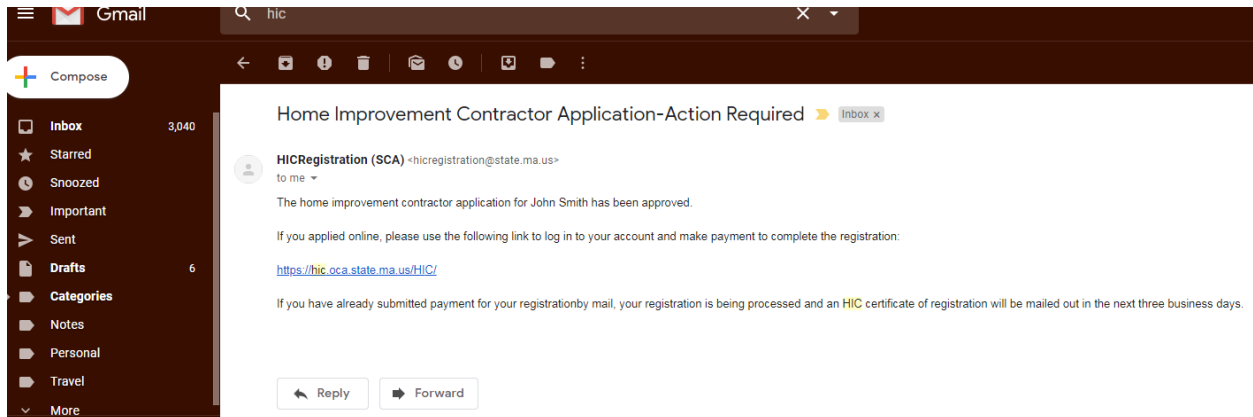 Gmail
hic
Compose
Inbox 3,040
Starred
Snoozed
Important
Sent
Drafts 6
Categories
Notes
Personal
Travel
More
Home Improvement Contractor Application-Action Required Inbox x
HICRegistration (SCA) <hicregistration@state.ma.us>
to me
The home improvement contractor application for John Smith has been approved.
If you applied online, please use the following link to log in to your account and make payment to complete the registration:
https://hic.oca.state.ma.us/HIC/
If you have already submitted payment for your registrationby mail, your registration is being processed and an HIC certificate of registration will be mailed out in the next three business days.
Reply Forward